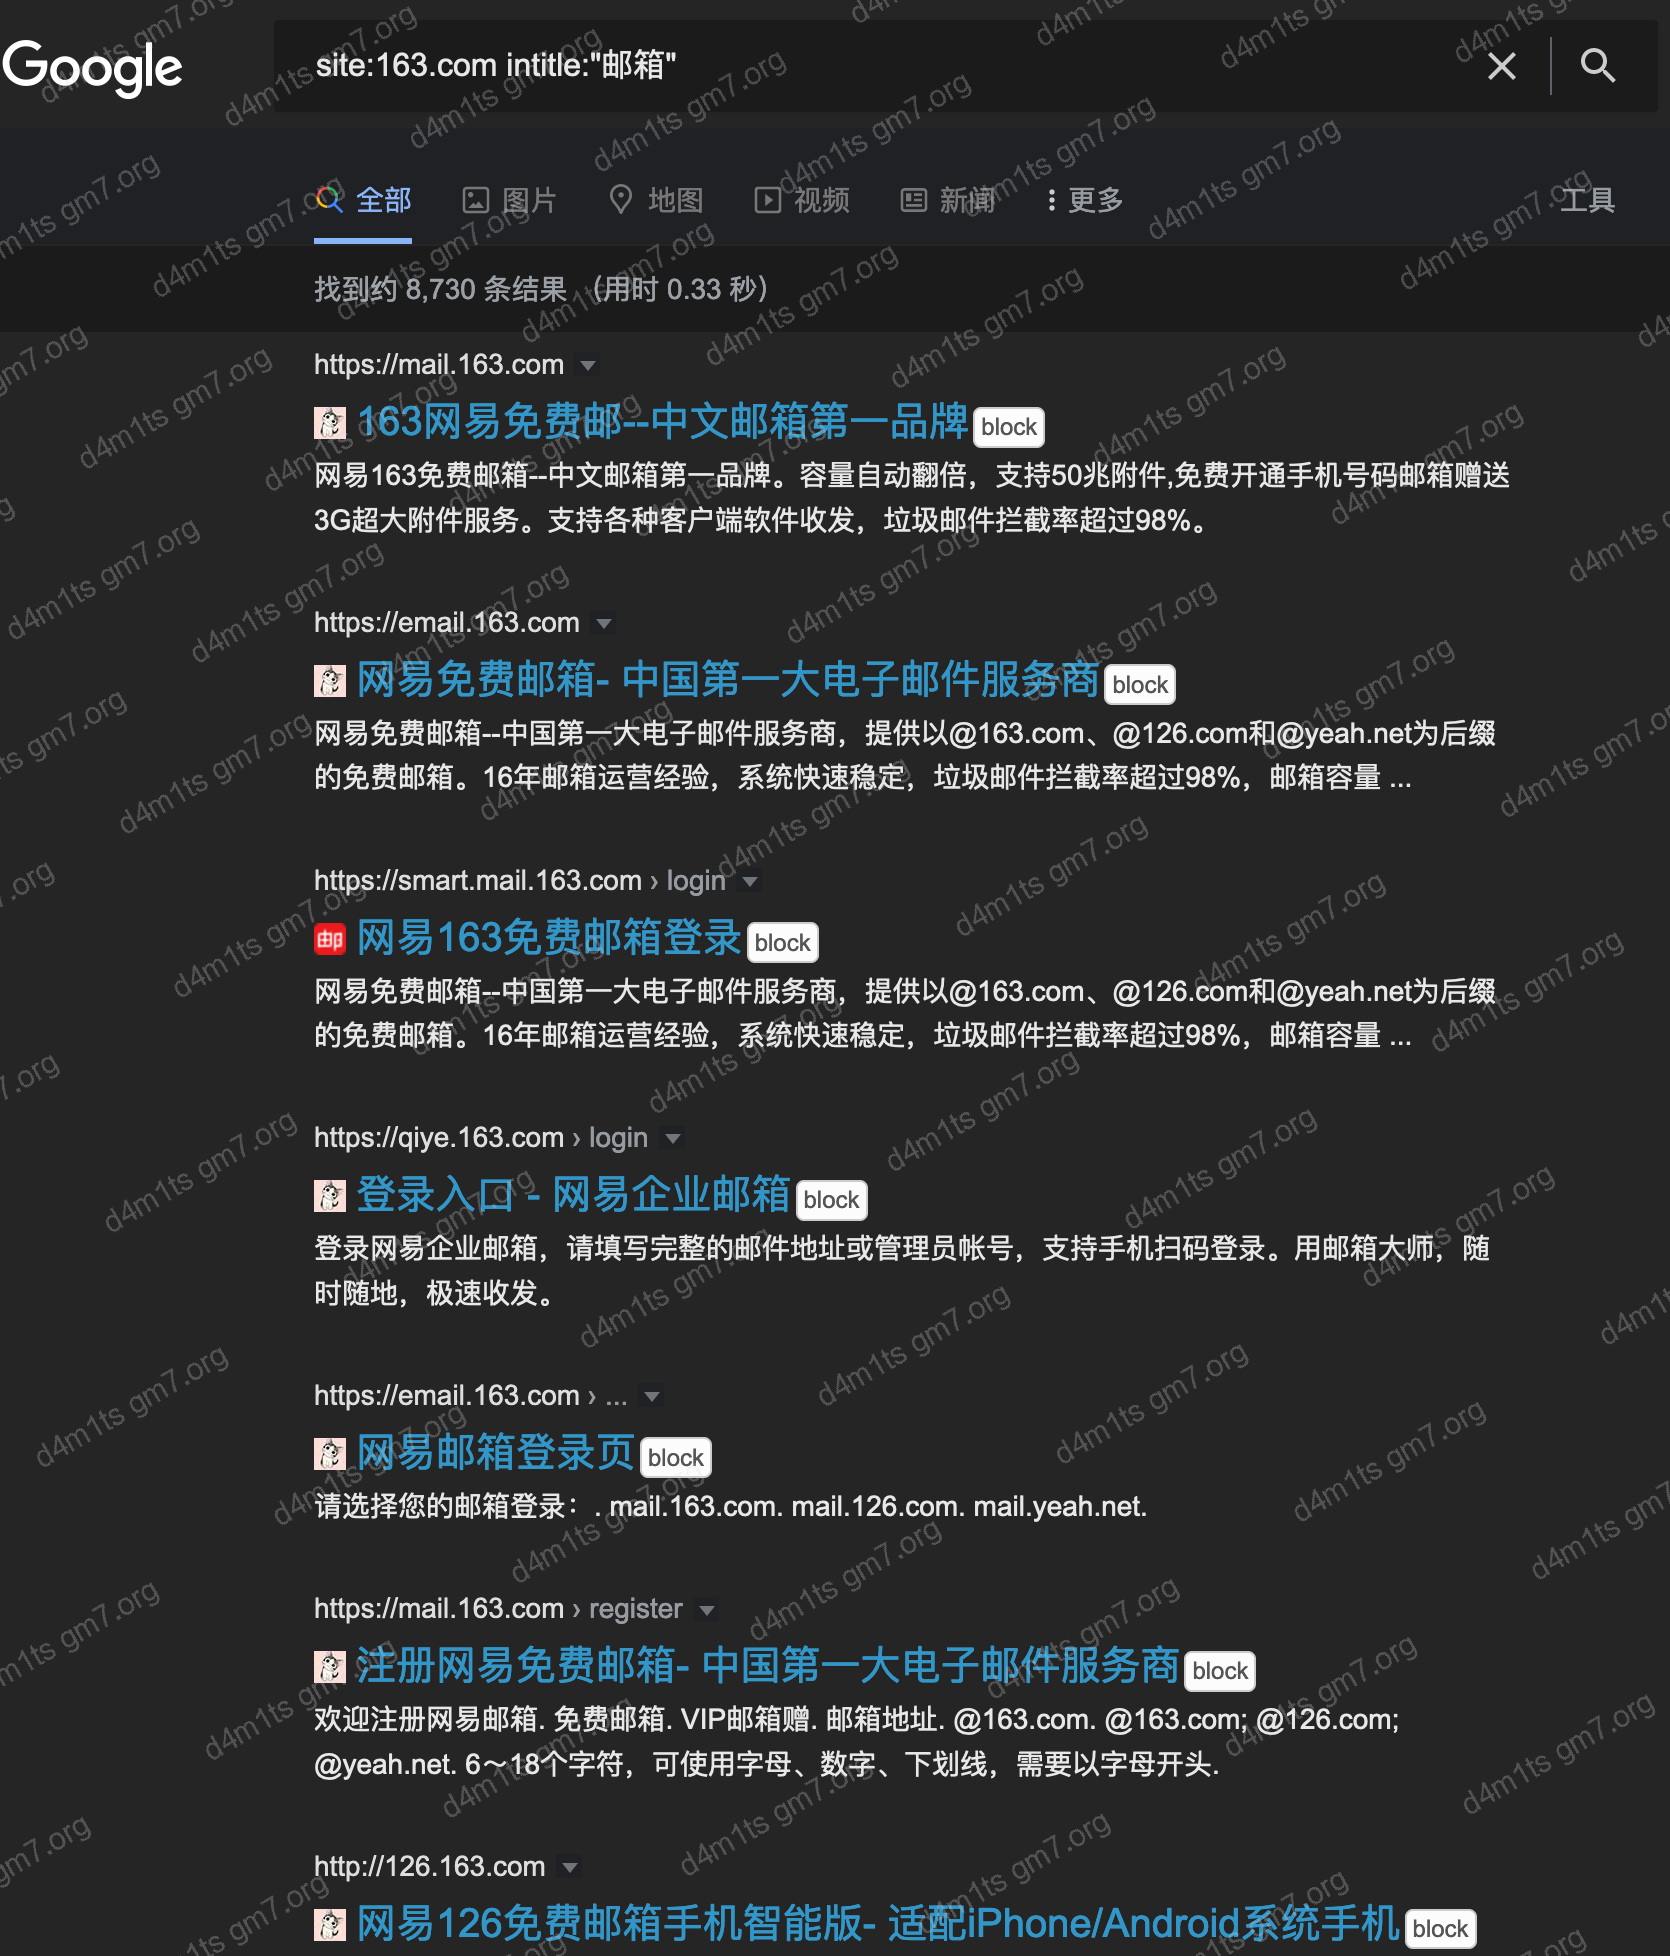 Google
site:163.com intitle:"邮箱"
全部 图片 地图 视频 新闻 更多 工具
找到约 8,730 条结果 （用时 0.33 秒）
https://mail.163.com
163网易免费邮--中文邮箱第一品牌 block
网易163免费邮箱--中文邮箱第一品牌。容量自动翻倍，支持50兆附件,免费开通手机号码邮箱赠送
3G超大附件服务。支持各种客户端软件收发，垃圾邮件拦截率超过98%。
https://email.163.com
网易免费邮箱- 中国第一大电子邮件服务商 block
网易免费邮箱--中国第一大电子邮件服务商，提供以@163.com、@126.com和@yeah.net为后缀
的免费邮箱。16年邮箱运营经验，系统快速稳定，垃圾邮件拦截率超过98%，邮箱容量 ...
https://smart.mail.163.com › login
邮 网易163免费邮箱登录 block
网易免费邮箱--中国第一大电子邮件服务商，提供以@163.com、@126.com和@yeah.net为后缀
的免费邮箱。16年邮箱运营经验，系统快速稳定，垃圾邮件拦截率超过98%，邮箱容量 ...
https://qiye.163.com › login
登录入口 - 网易企业邮箱 block
登录网易企业邮箱，请填写完整的邮件地址或管理员帐号，支持手机扫码登录。用邮箱大师，随
时随地，极速收发。
https://email.163.com › ...
网易邮箱登录页 block
请选择您的邮箱登录：. mail.163.com. mail.126.com. mail.yeah.net.
https://mail.163.com › register
注册网易免费邮箱- 中国第一大电子邮件服务商 block
欢迎注册网易邮箱. 免费邮箱. VIP邮箱赠. 邮箱地址. @163.com. @163.com; @126.com;
@yeah.net. 6～18个字符，可使用字母、数字、下划线，需要以字母开头.
http://126.163.com
网易126免费邮箱手机智能版- 适配iPhone/Android系统手机 block
d4m1ts gm7.org